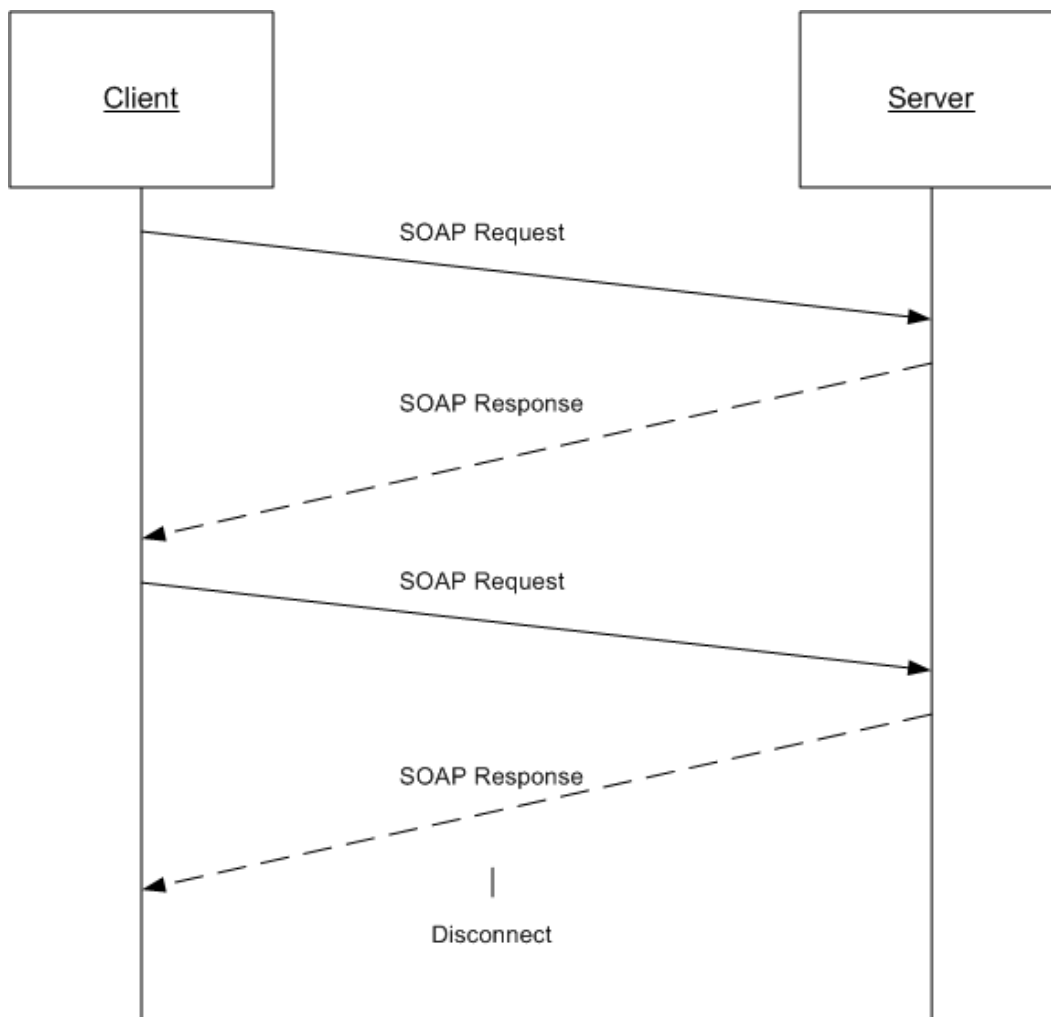 Client
Server
SOAP Request
SOAP Response
SOAP Request
SOAP Response
Disconnect